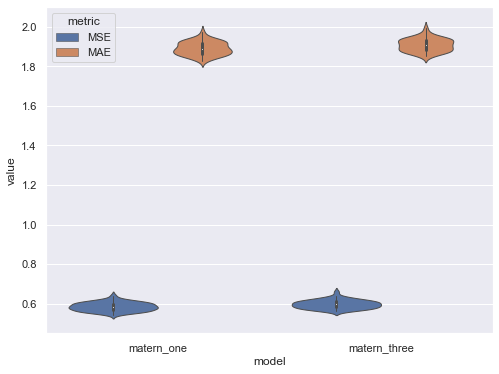 metric
MSE
MAE
2.0
1.8
1.6
1.4
1.2
1.0
0.8
0.6
value
matern_one
matern_three
model